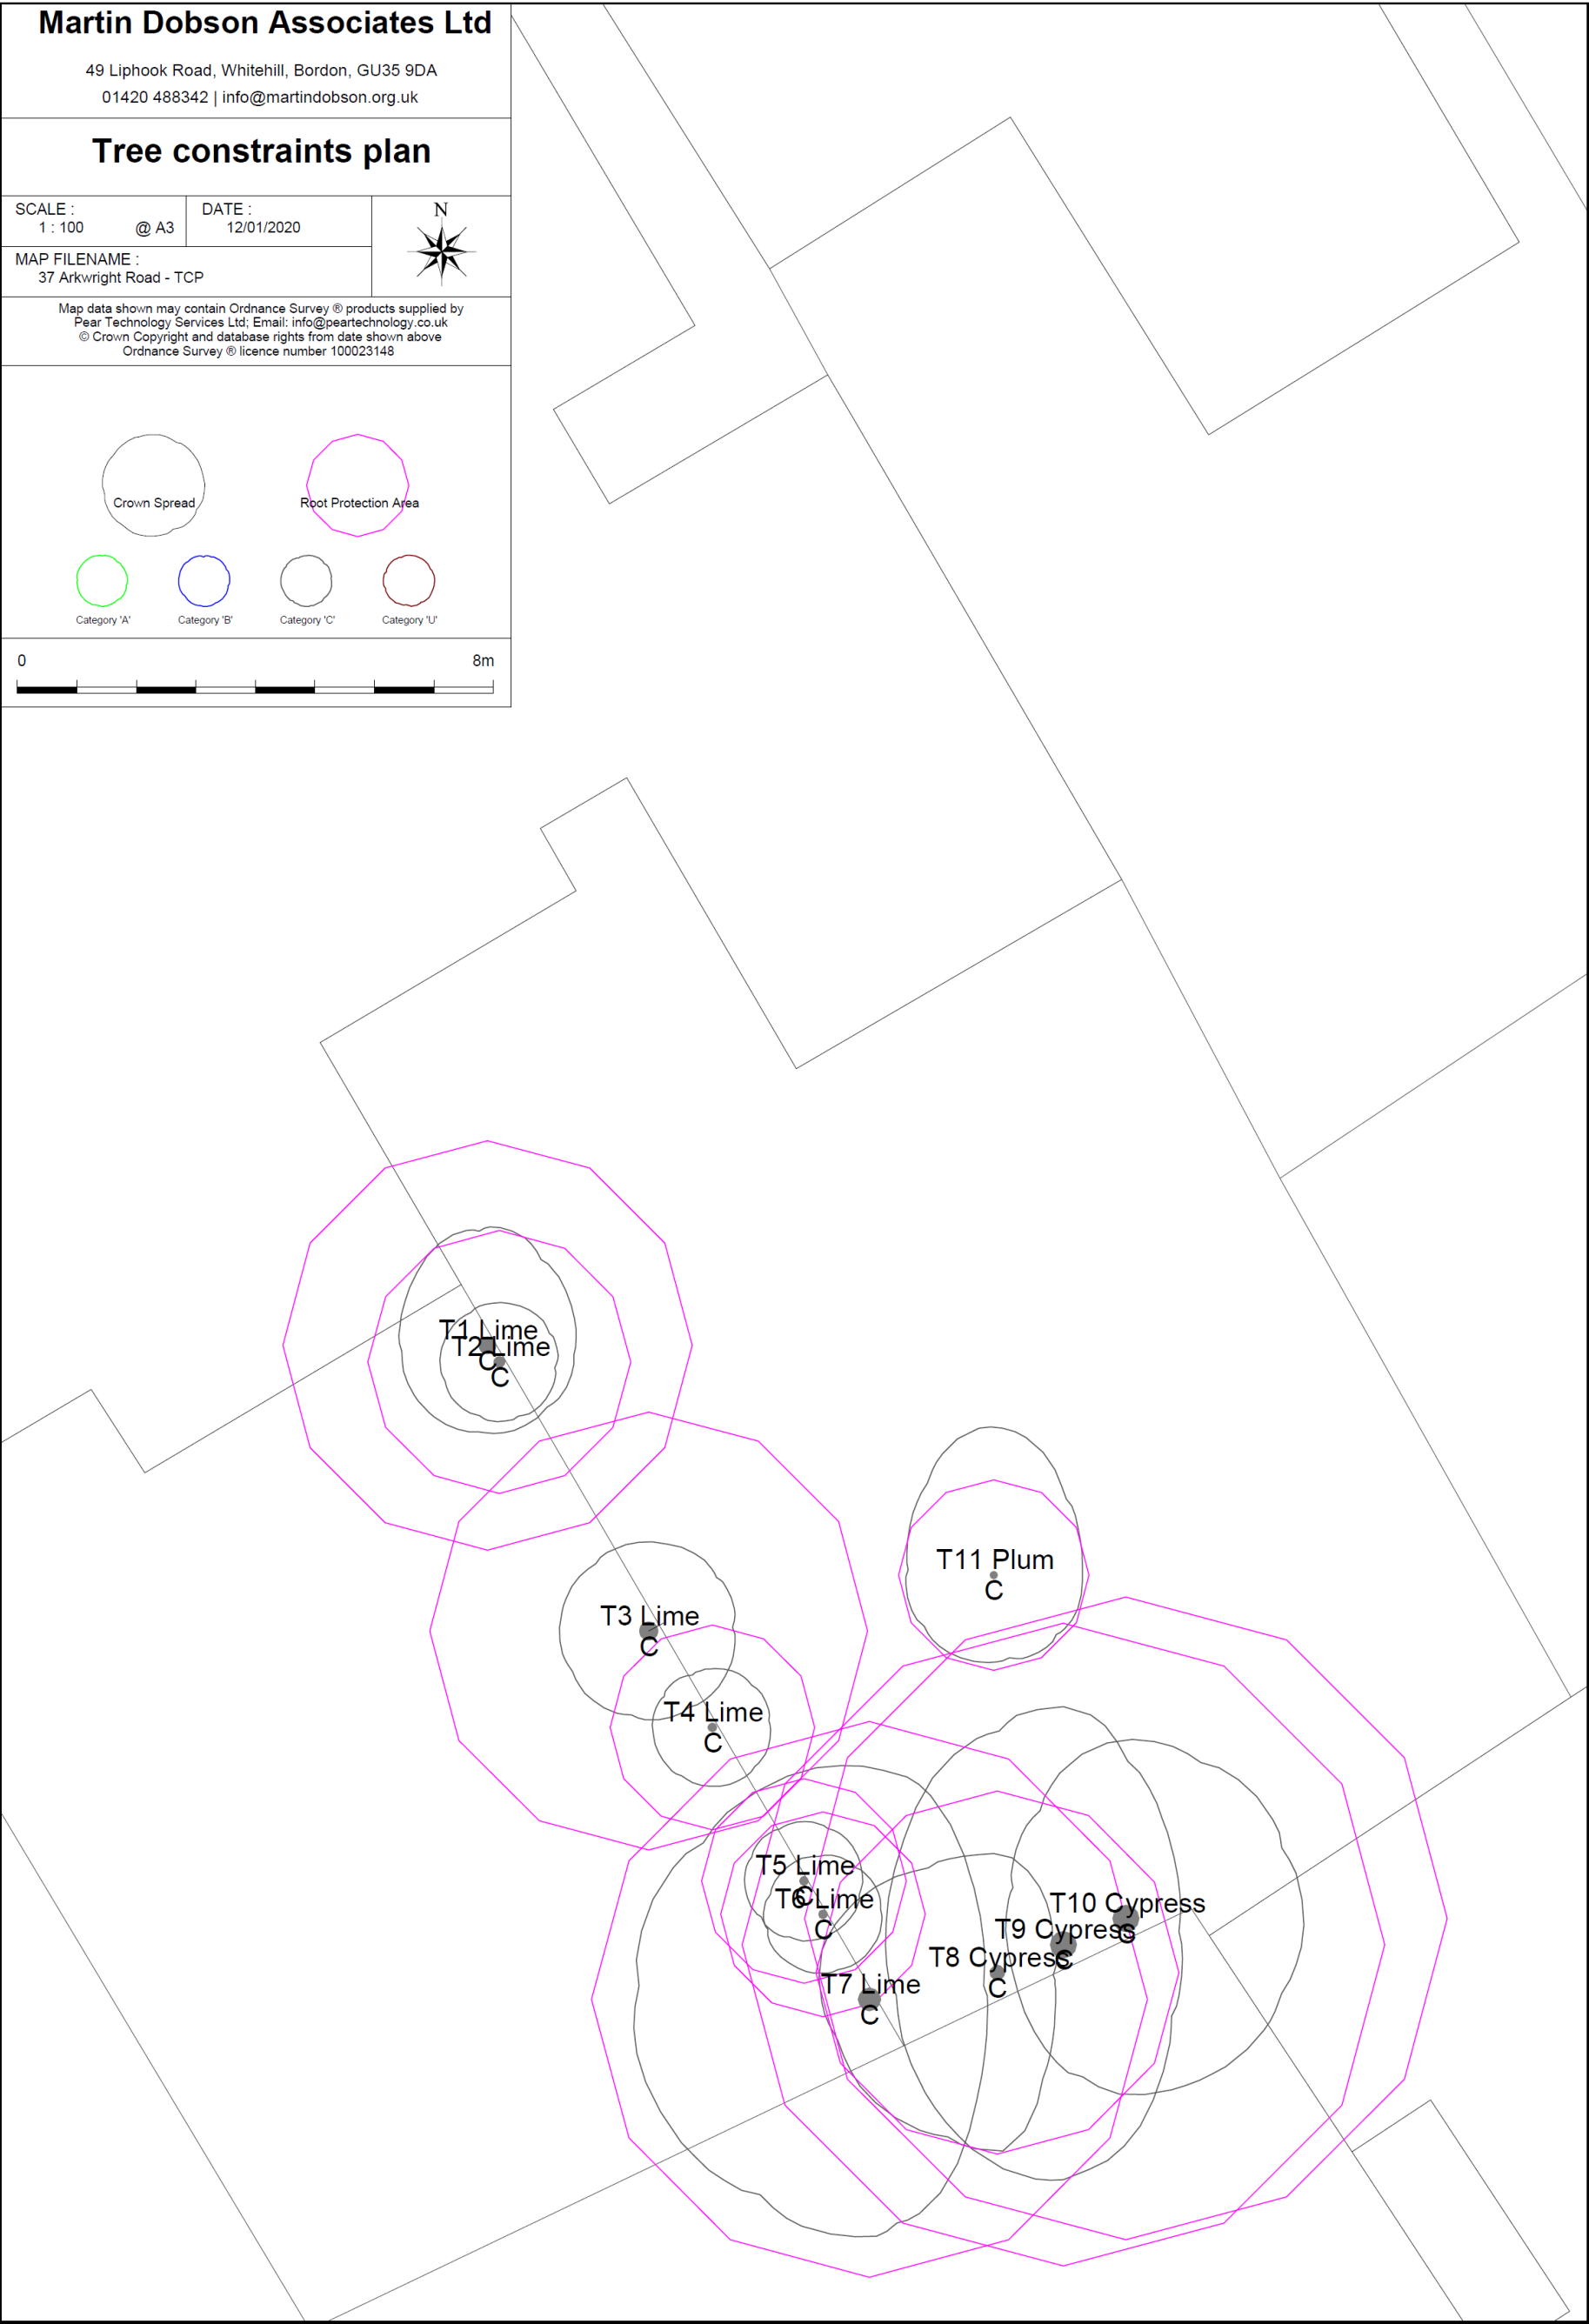 Martin Dobson Associates Ltd
49 Liphook Road, Whitehill, Bordon, GU35 9DA
01420 488342 | info@martindobson.org.uk
Tree constraints plan
SCALE :
1 : 100 @ A3
DATE :
12/01/2020
N
MAP FILENAME :
37 Arkwright Road - TCP
Map data shown may contain Ordnance Survey ® products supplied by
Pear Technology Services Ltd; Email: info@peartechnology.co.uk
© Crown Copyright and database rights from date shown above
Ordnance Survey ® licence number 100023148
Crown Spread
Root Protection Area
Category 'A'
Category 'B'
Category 'C'
Category 'U'
0 8m
T1 Lime
C
T2 Lime
C
T11 Plum
C
T3 Lime
C
T4 Lime
C
T5 Lime
C
T6 Lime
C
T10 Cypress
C
T9 Cypress
C
T8 Cypress
C
T7 Lime
C